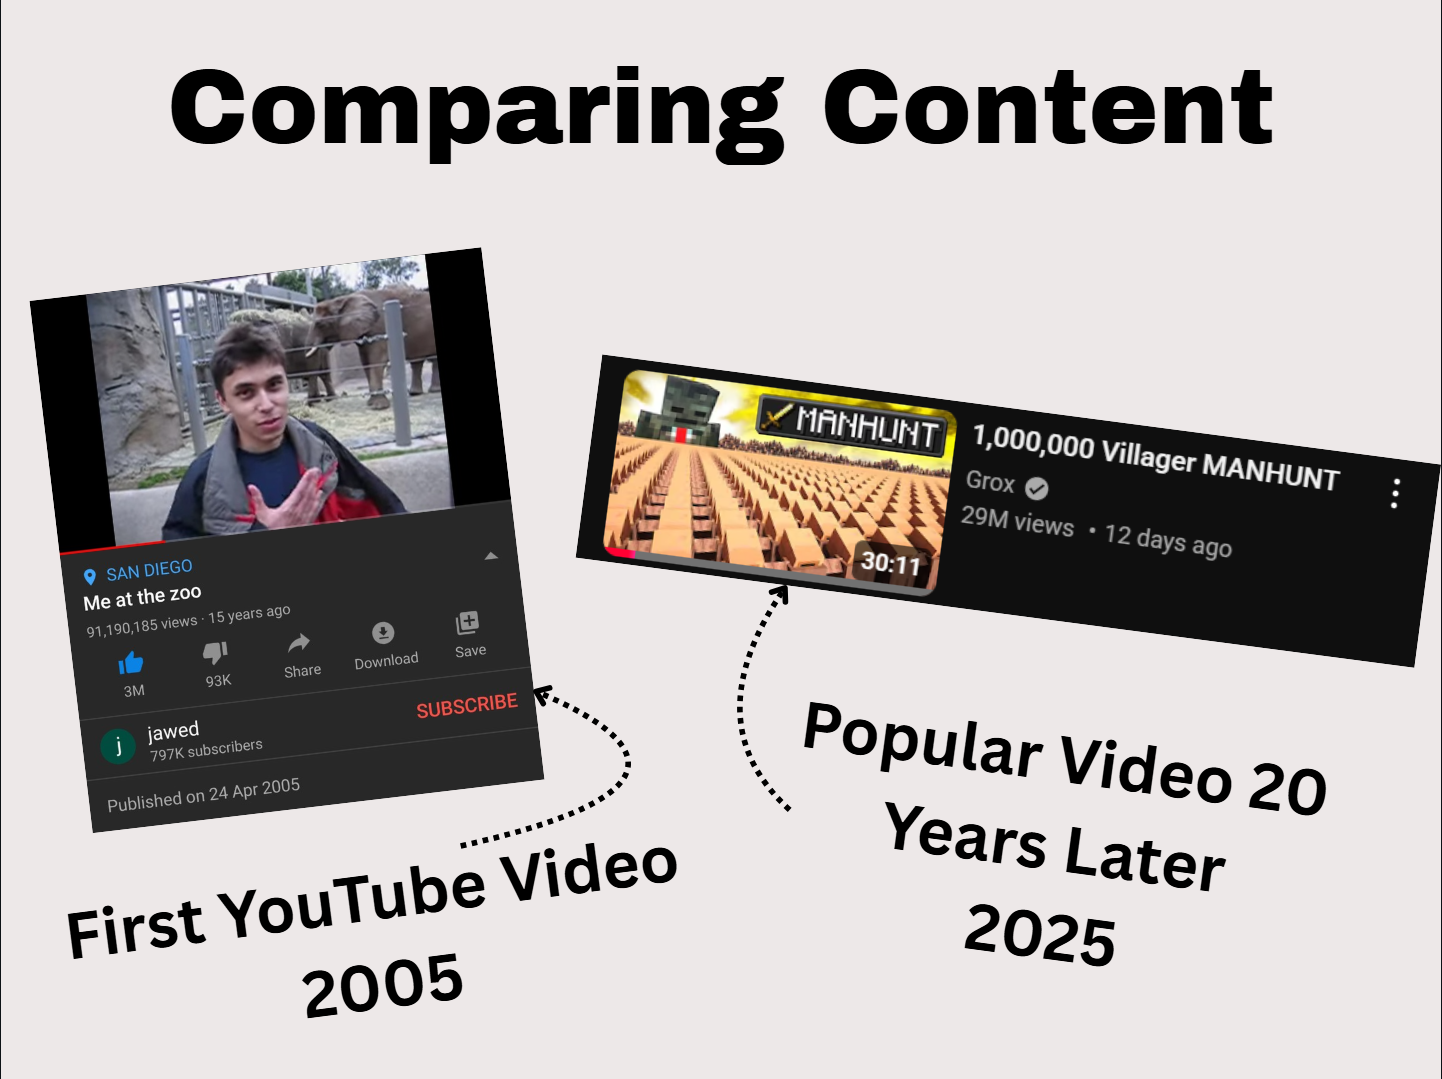 Comparing Content
SAN DIEGO
Me at the zoo
91,190,185 views · 15 years ago
3M
93K
Share
Download
Save
j
jawed
797K subscribers
SUBSCRIBE
Published on 24 Apr 2005
First YouTube Video
2005
MANHUNT
30:11
1,000,000 Villager MANHUNT
Grox
29M views • 12 days ago
Popular Video 20
Years Later
2025